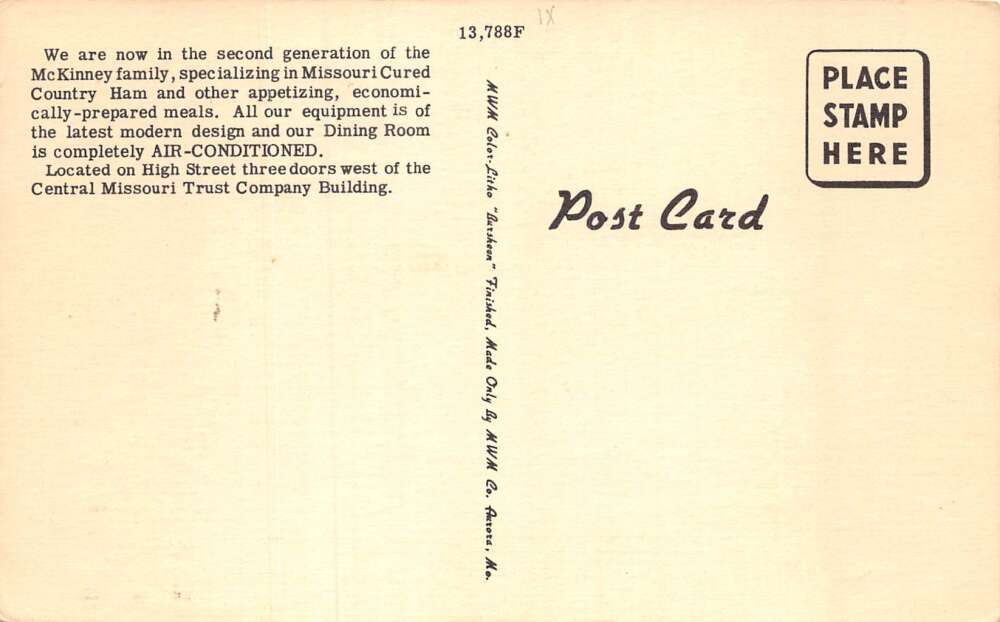 We are now in the second generation of the
McKinney family, specializing in Missouri Cured
Country Ham and other appetizing, economi-
cally-prepared meals. All our equipment is of
the latest modern design and our Dining Room
is completely AIR-CONDITIONED.
Located on High Street three doors west of the
Central Missouri Trust Company Building.
13,788F
IX
MWM Color-Litho "Bursheen" Finished, Made Only By MWM Co. Aurora, Mo.
Post Card
PLACE
STAMP
HERE